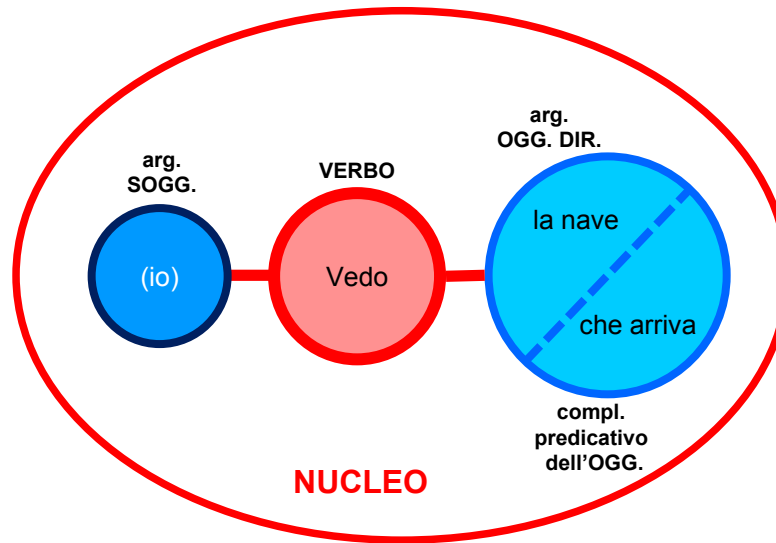 arg.
SOGG.
VERBO
arg.
OGG. DIR.
(io)
Vedo
la nave
che arriva
compl.
predicativo
dell’OGG.
NUCLEO